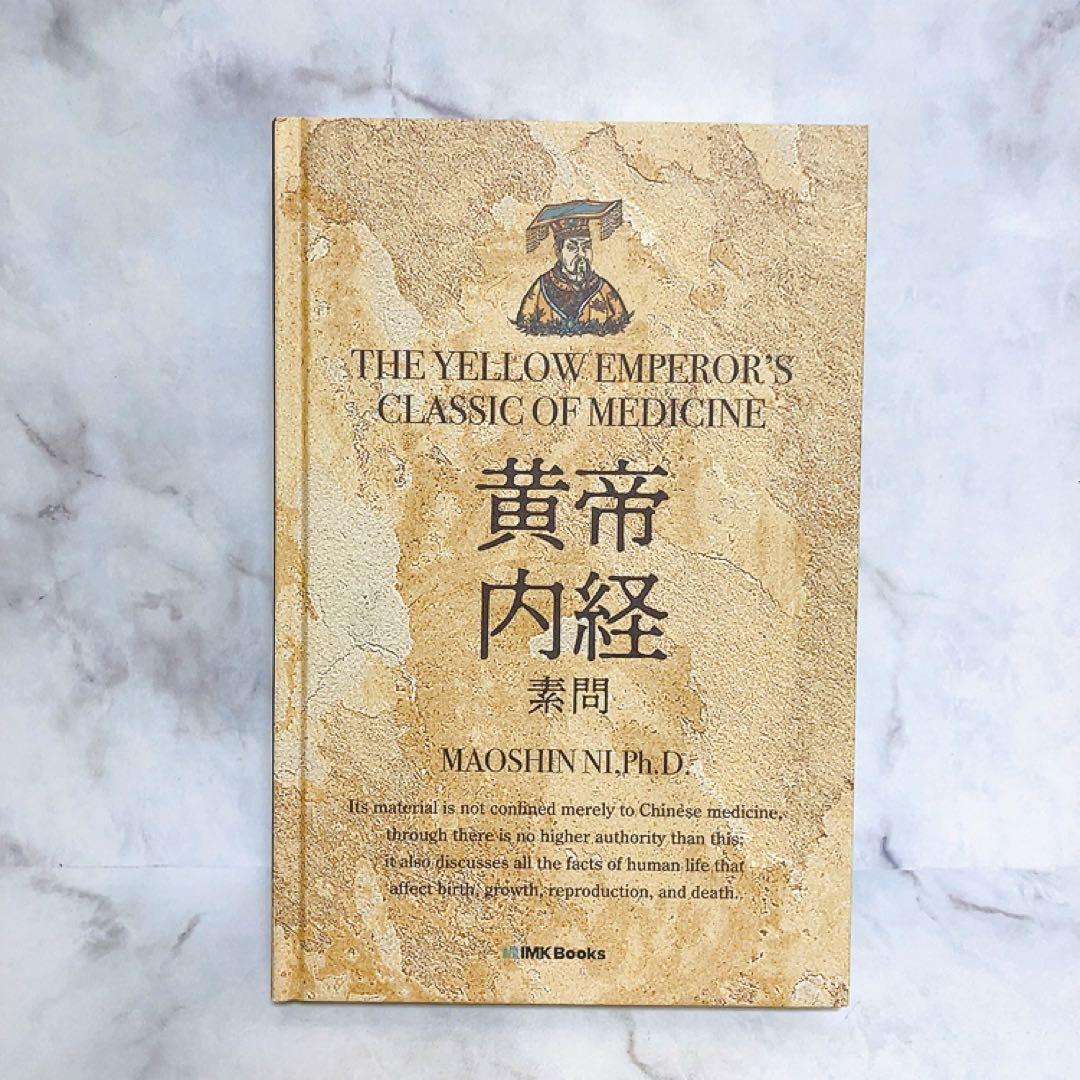 THE YELLOW EMPEROR'S
CLASSIC OF MEDICINE
黄帝
内経
素問
MAOSHIN NI,Ph.D.
Its material is not confined merely to Chinese medicine,
through there is no higher authority than this;
it also discusses all the facts of human life that
affect birth, growth, reproduction, and death.
IMK Books